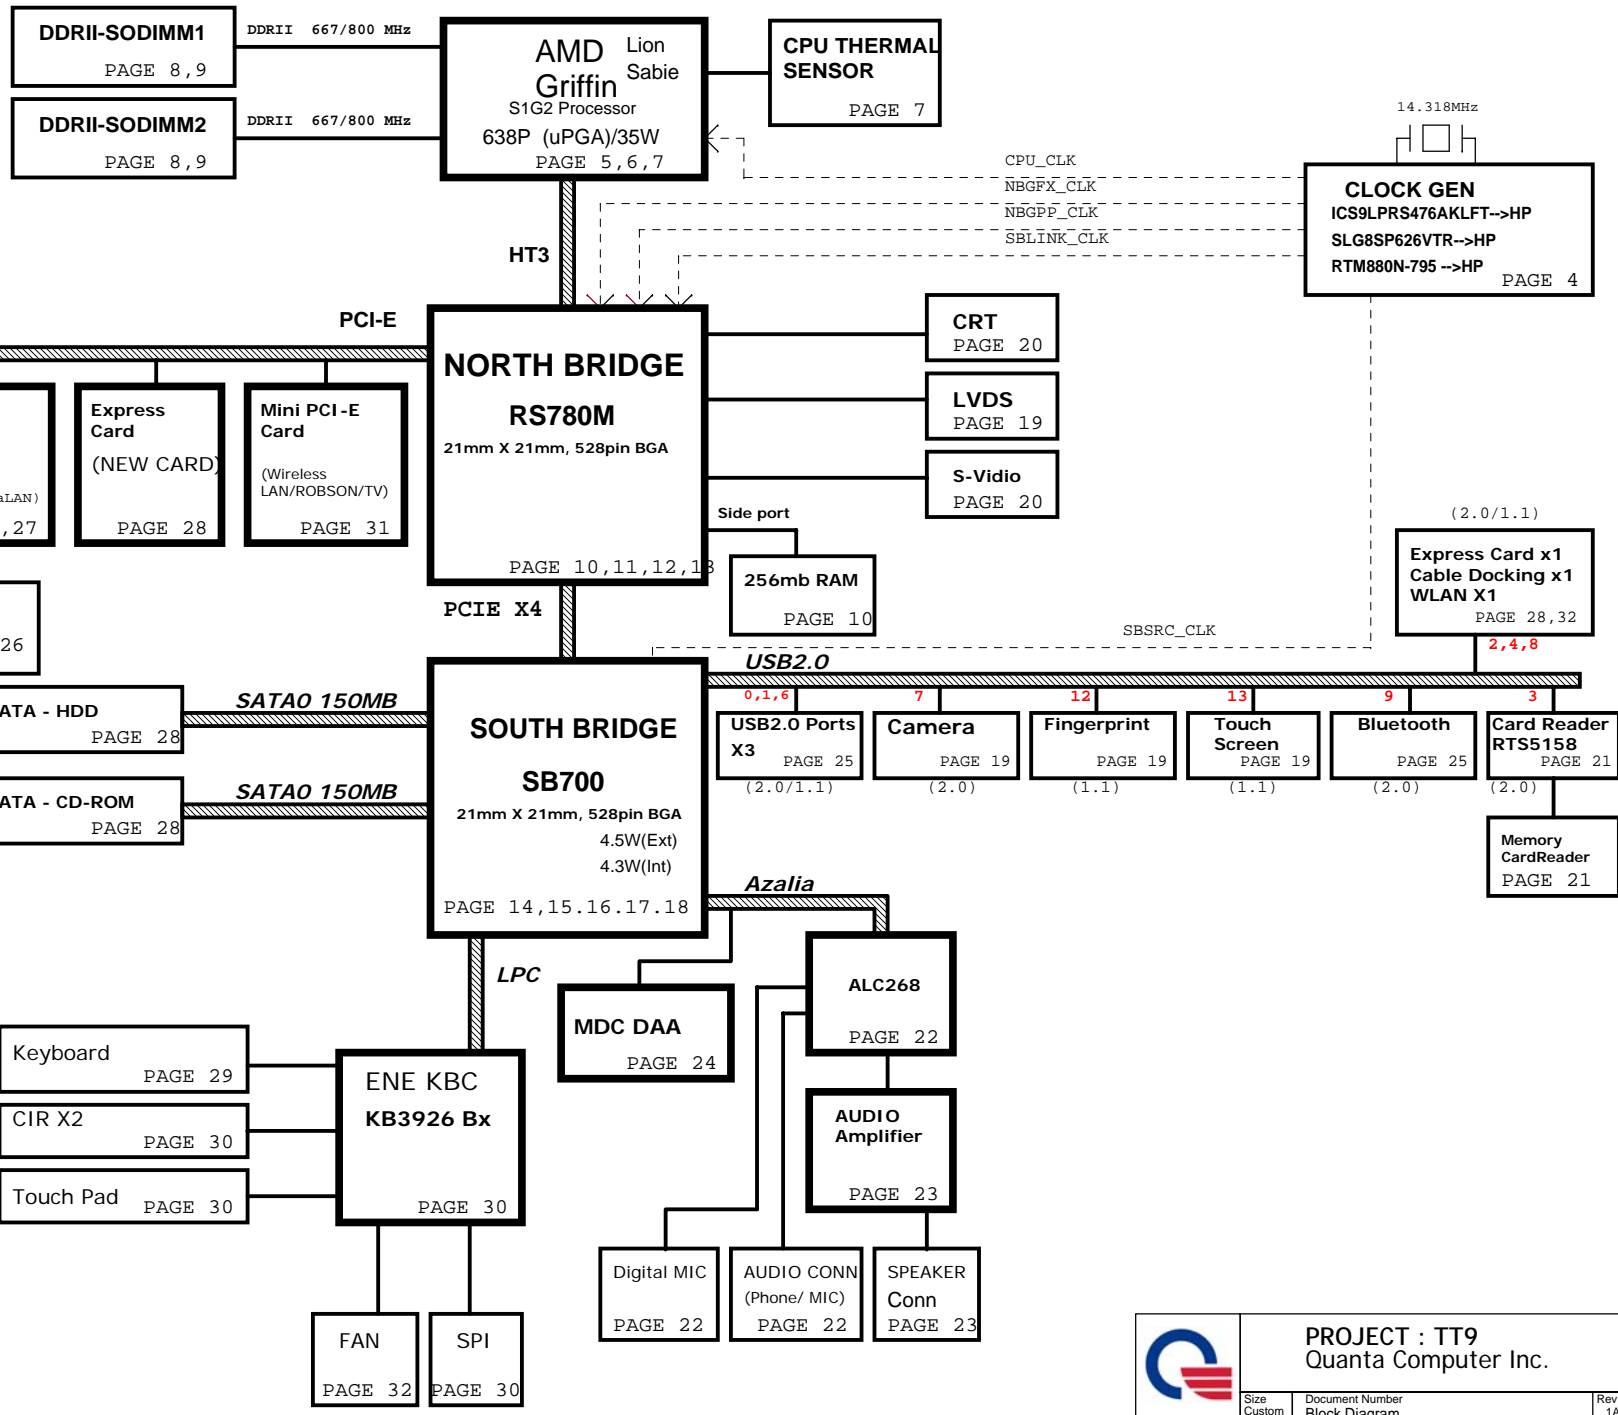 DDRII-SODIMM1
PAGE 8,9
DDRII 667/800 MHz
AMD Lion
Griffin Sabie
S1G2 Processor
638P (uPGA)/35W
PAGE 5,6,7
CPU THERMAL
SENSOR
PAGE 7
DDRII-SODIMM2
PAGE 8,9
DDRII 667/800 MHz
14.318MHz
CPU_CLK
NBGFX_CLK
NBGPP_CLK
SBLINK_CLK
CLOCK GEN
ICS9LPRS476AKLFT-->HP
SLG8SP626VTR-->HP
RTM880N-795 -->HP
PAGE 4
HT3
PCI-E
NORTH BRIDGE
RS780M
21mm X 21mm, 528pin BGA
PAGE 10,11,12,13
CRT
PAGE 20
LVDS
PAGE 19
S-Vidio
PAGE 20
Side port
256mb RAM
PAGE 10
aLAN)
,27
Express
Card
(NEW CARD)
PAGE 28
Mini PCI-E
Card
(Wireless
LAN/ROBSON/TV)
PAGE 31
26
PCIE X4
SBSRC_CLK
(2.0/1.1)
Express Card x1
Cable Docking x1
WLAN X1
PAGE 28,32
2,4,8
USB2.0
ATA - HDD
PAGE 28
SATA0 150MB
ATA - CD-ROM
PAGE 28
SATA0 150MB
SOUTH BRIDGE
SB700
21mm X 21mm, 528pin BGA
4.5W(Ext)
4.3W(Int)
PAGE 14,15.16.17.18
0,1,6
USB2.0 Ports
X3
PAGE 25
(2.0/1.1)
7
Camera
PAGE 19
(2.0)
12
Fingerprint
PAGE 19
(1.1)
13
Touch
Screen
PAGE 19
(1.1)
9
Bluetooth
PAGE 25
(2.0)
3
Card Reader
RTS5158
PAGE 21
(2.0)
Memory
CardReader
PAGE 21
Azalia
LPC
MDC DAA
PAGE 24
ALC268
PAGE 22
AUDIO
Amplifier
PAGE 23
Keyboard
PAGE 29
CIR X2
PAGE 30
Touch Pad
PAGE 30
ENE KBC
KB3926 Bx
PAGE 30
FAN
PAGE 32
SPI
PAGE 30
Digital MIC
PAGE 22
AUDIO CONN
(Phone/ MIC)
PAGE 22
SPEAKER
Conn
PAGE 23
PROJECT : TT9
Quanta Computer Inc.
Size
Custom
Document Number
Block Diagram
Rev
1A